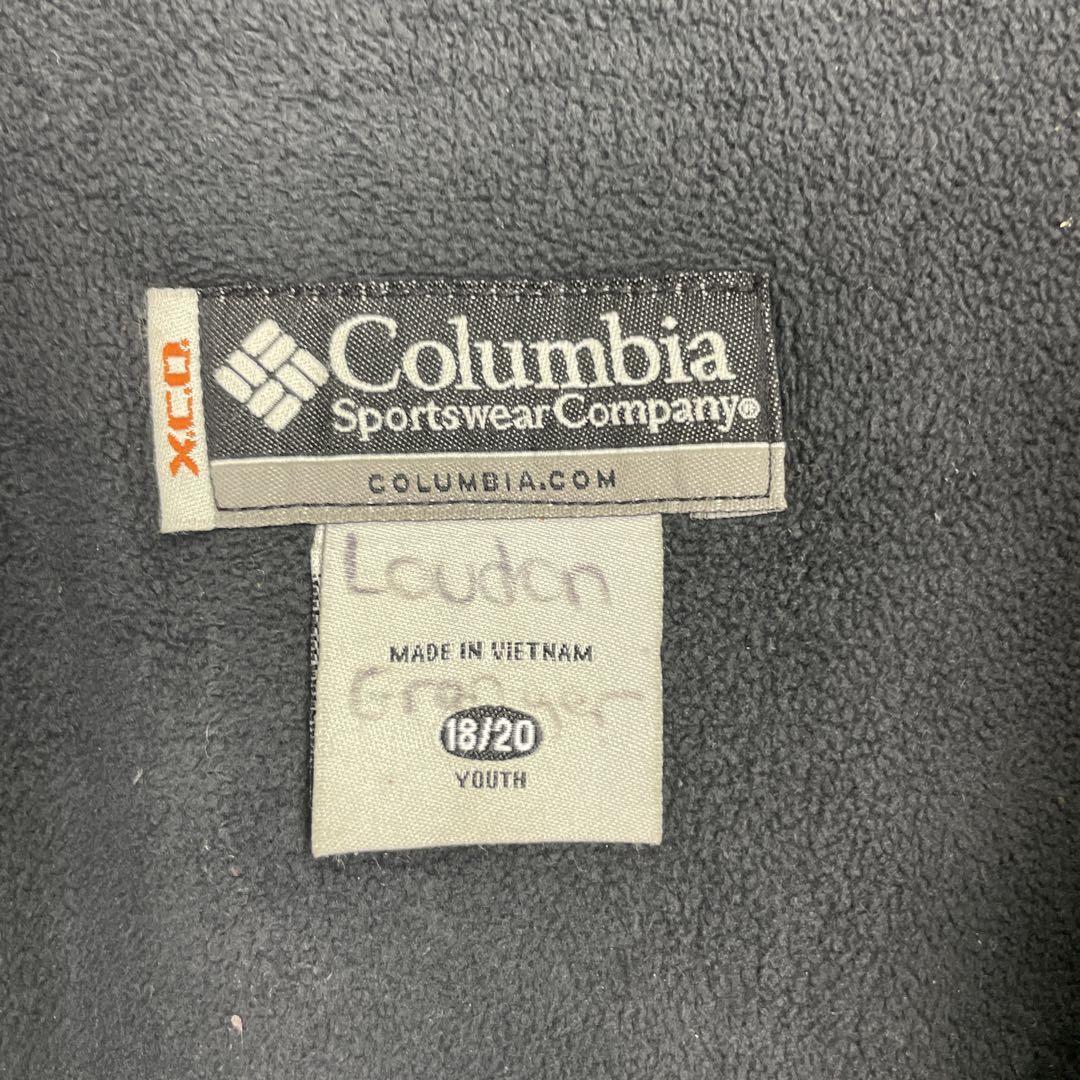 X.C.O.
Columbia
Sportswear Company®
COLUMBIA.COM
Loudon
MADE IN VIETNAM
18/20
YOUTH